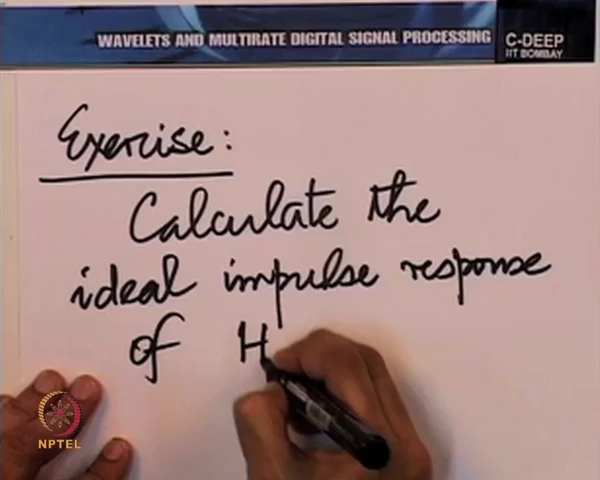 WAVELETS AND MULTIRATE DIGITAL SIGNAL PROCESSING
C-DEEP
IIT BOMBAY
Exercise:
Calculate the
ideal impulse response
of H
NPTEL